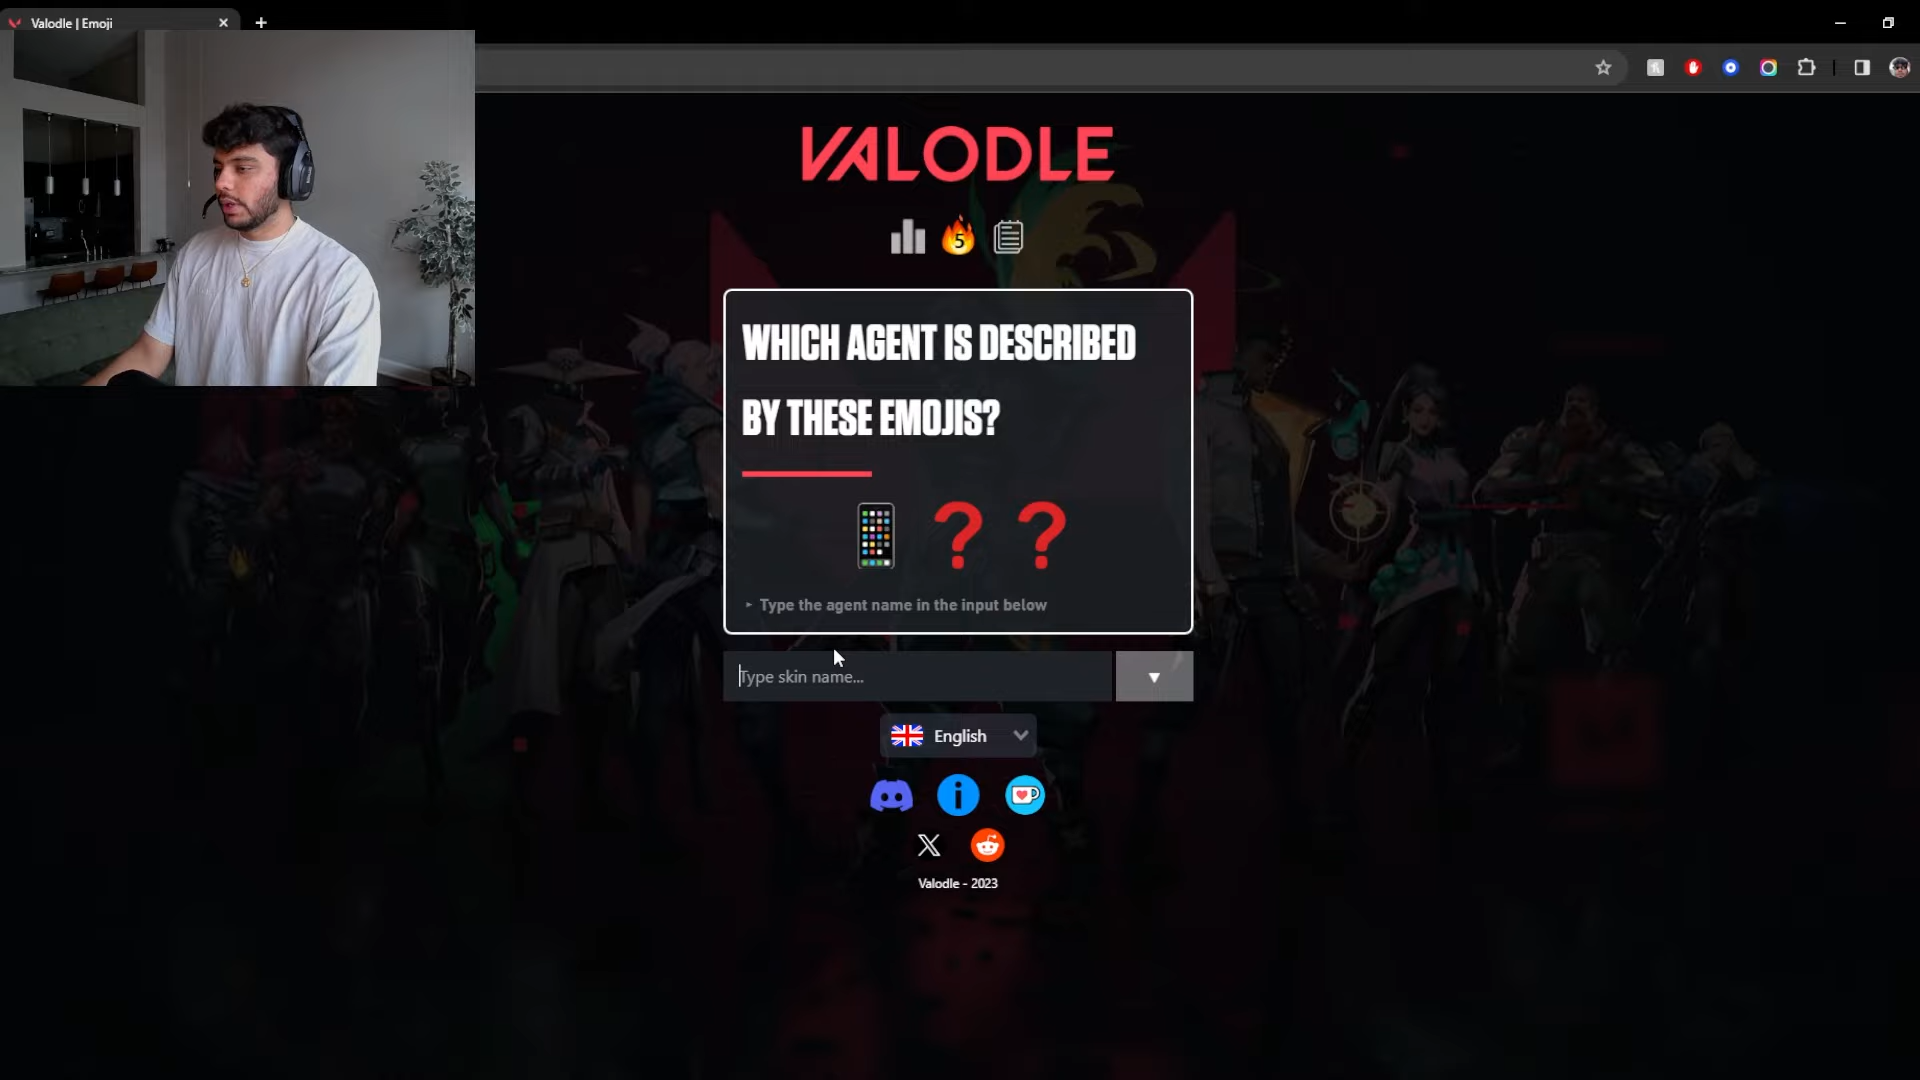 Valodle | Emoji
VALODLE
5
WHICH AGENT IS DESCRIBED
BY THESE EMOJIS?
❓ ❓
▸ Type the agent name in the input below
Type skin name...
▼
English
Valodle - 2023